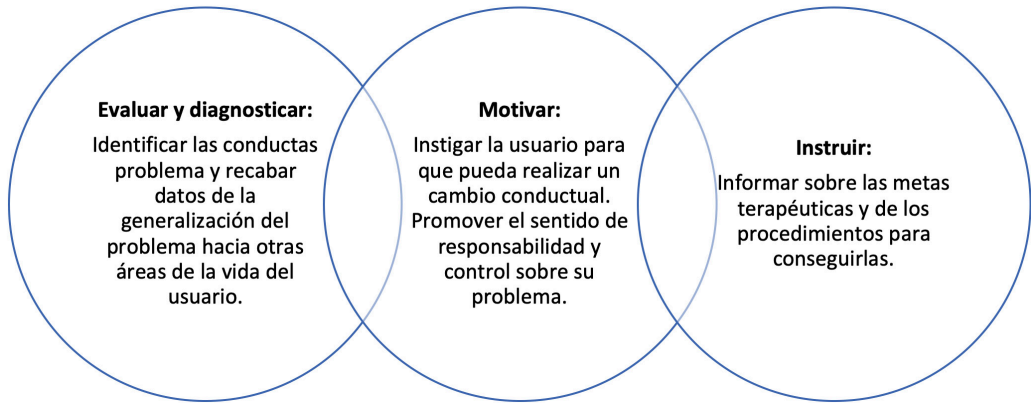 Evaluar y diagnosticar:
Identificar las conductas
problema y recabar
datos de la
generalización del
problema hacia otras
áreas de la vida del
usuario.
Motivar:
Instigar la usuario para
que pueda realizar un
cambio conductual.
Promover el sentido de
responsabilidad y
control sobre su
problema.
Instruir:
Informar sobre las metas
terapéuticas y de los
procedimientos para
conseguirlas.